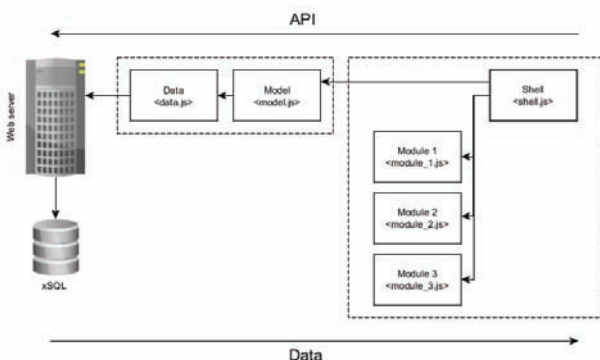 API
Web server
Data
<data.js>
Model
<model.js>
Shell
<shell.js>
Module 1
<module_1.js>
Module 2
<module_2.js>
Module 3
<module_3.js>
xSQL
Data